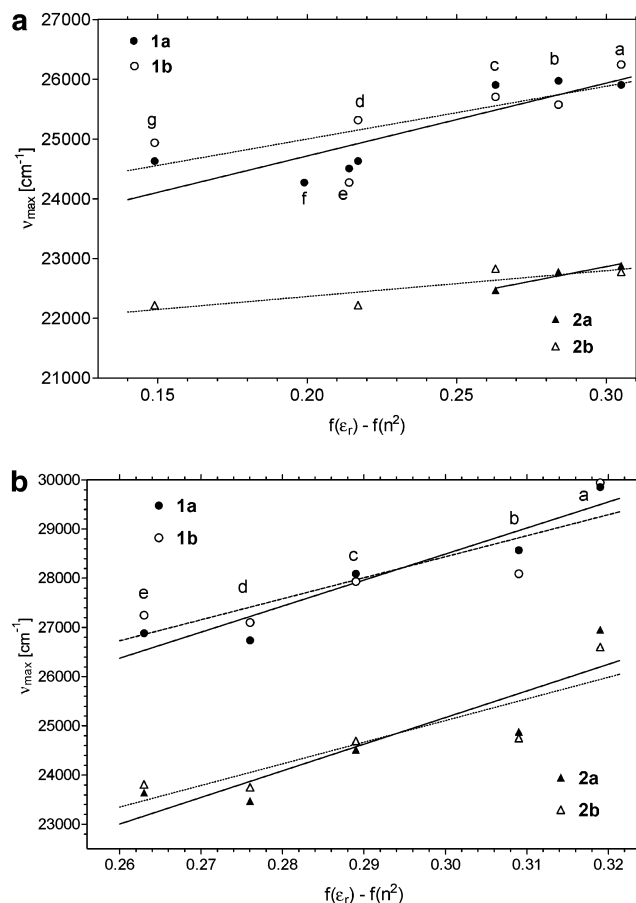 a
27000
26000
25000
24000
23000
22000
21000
ν max [cm-1]
1a
1b
g
f
e
d
c
b
a
2a
2b
0.15
0.20
0.25
0.30
f(εr) - f(n2)
b
30000
29000
28000
27000
26000
25000
24000
23000
ν max [cm-1]
1a
1b
e
d
c
b
a
2a
2b
0.26
0.27
0.28
0.29
0.30
0.31
0.32
f(εr) - f(n2)